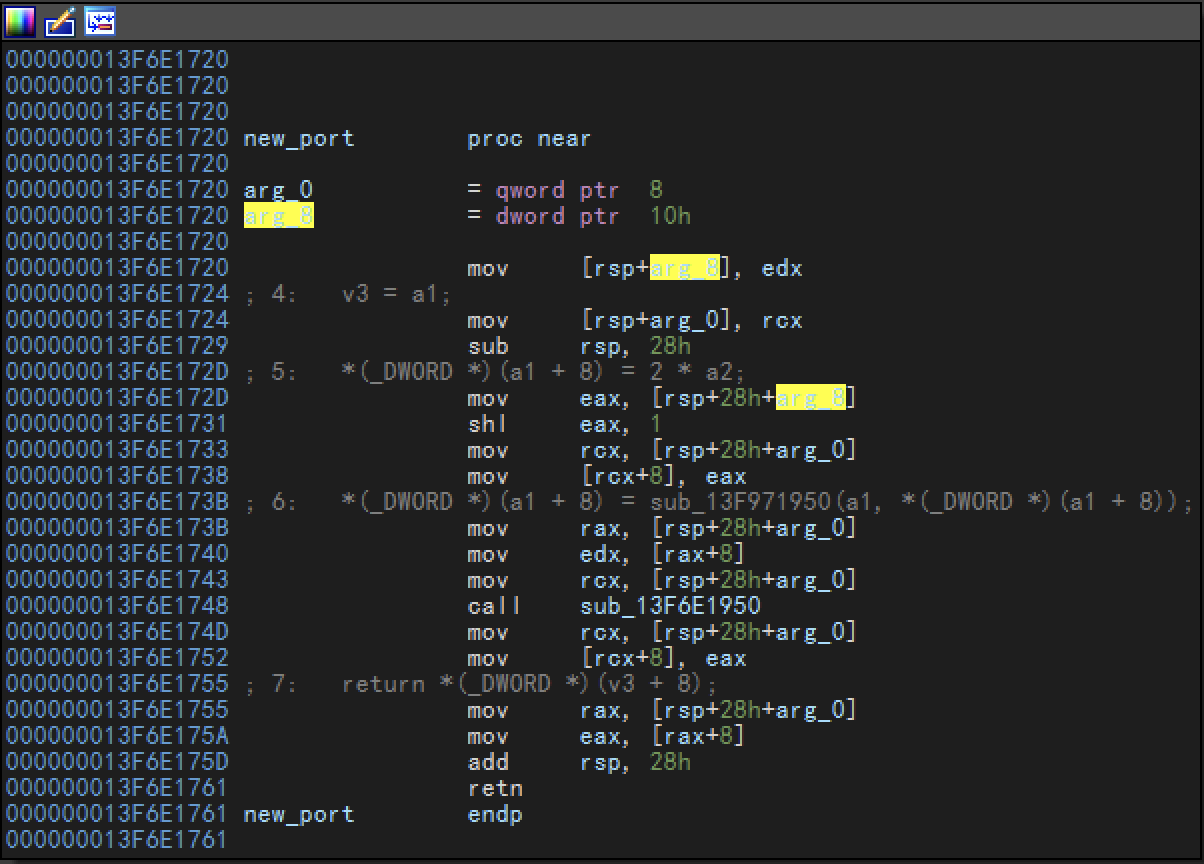 000000013F6E1720
000000013F6E1720
000000013F6E1720
000000013F6E1720 new_port proc near
000000013F6E1720
000000013F6E1720 arg_0 = qword ptr 8
000000013F6E1720 arg_8 = dword ptr 10h
000000013F6E1720
000000013F6E1720 mov [rsp+arg_8], edx
000000013F6E1724 ; 4: v3 = a1;
000000013F6E1724 mov [rsp+arg_0], rcx
000000013F6E1729 sub rsp, 28h
000000013F6E172D ; 5: *(_DWORD *)(a1 + 8) = 2 * a2;
000000013F6E172D mov eax, [rsp+28h+arg_8]
000000013F6E1731 shl eax, 1
000000013F6E1733 mov rcx, [rsp+28h+arg_0]
000000013F6E1738 mov [rcx+8], eax
000000013F6E173B ; 6: *(_DWORD *)(a1 + 8) = sub_13F971950(a1, *(_DWORD *)(a1 + 8));
000000013F6E173B mov rax, [rsp+28h+arg_0]
000000013F6E1740 mov edx, [rax+8]
000000013F6E1743 mov rcx, [rsp+28h+arg_0]
000000013F6E1748 call sub_13F6E1950
000000013F6E174D mov rcx, [rsp+28h+arg_0]
000000013F6E1752 mov [rcx+8], eax
000000013F6E1755 ; 7: return *(_DWORD *)(v3 + 8);
000000013F6E1755 mov rax, [rsp+28h+arg_0]
000000013F6E175A mov eax, [rax+8]
000000013F6E175D add rsp, 28h
000000013F6E1761 retn
000000013F6E1761 new_port endp
000000013F6E1761